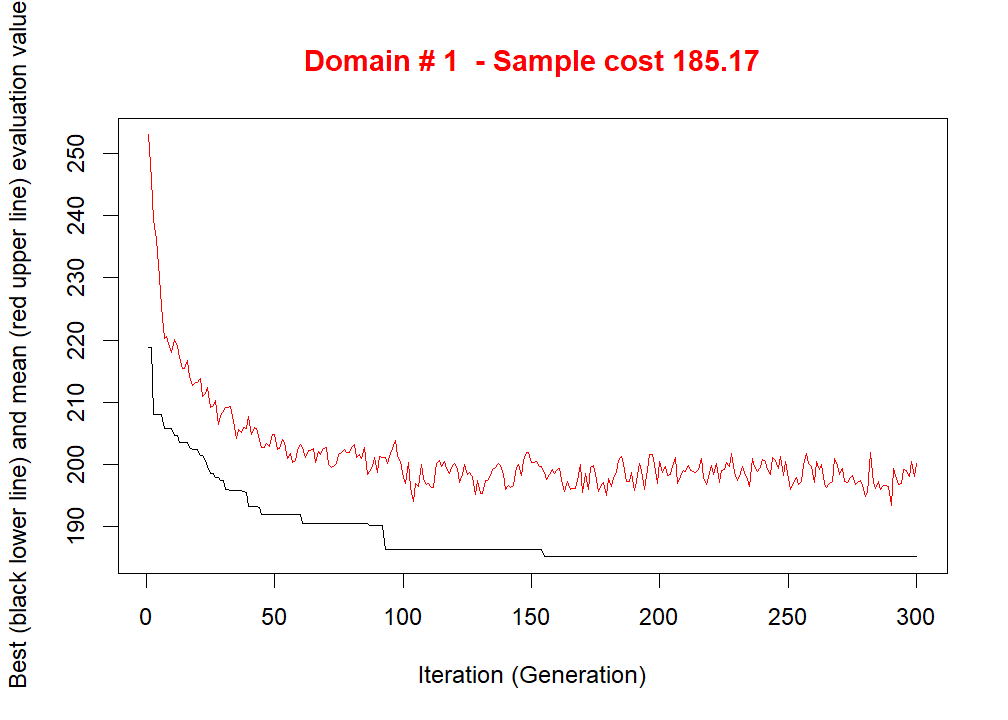 Domain # 1  - Sample cost 185.17
Best (black lower line) and mean (red upper line) evaluation value
250
240
230
220
210
200
190
0 50 100 150 200 250 300
Iteration (Generation)